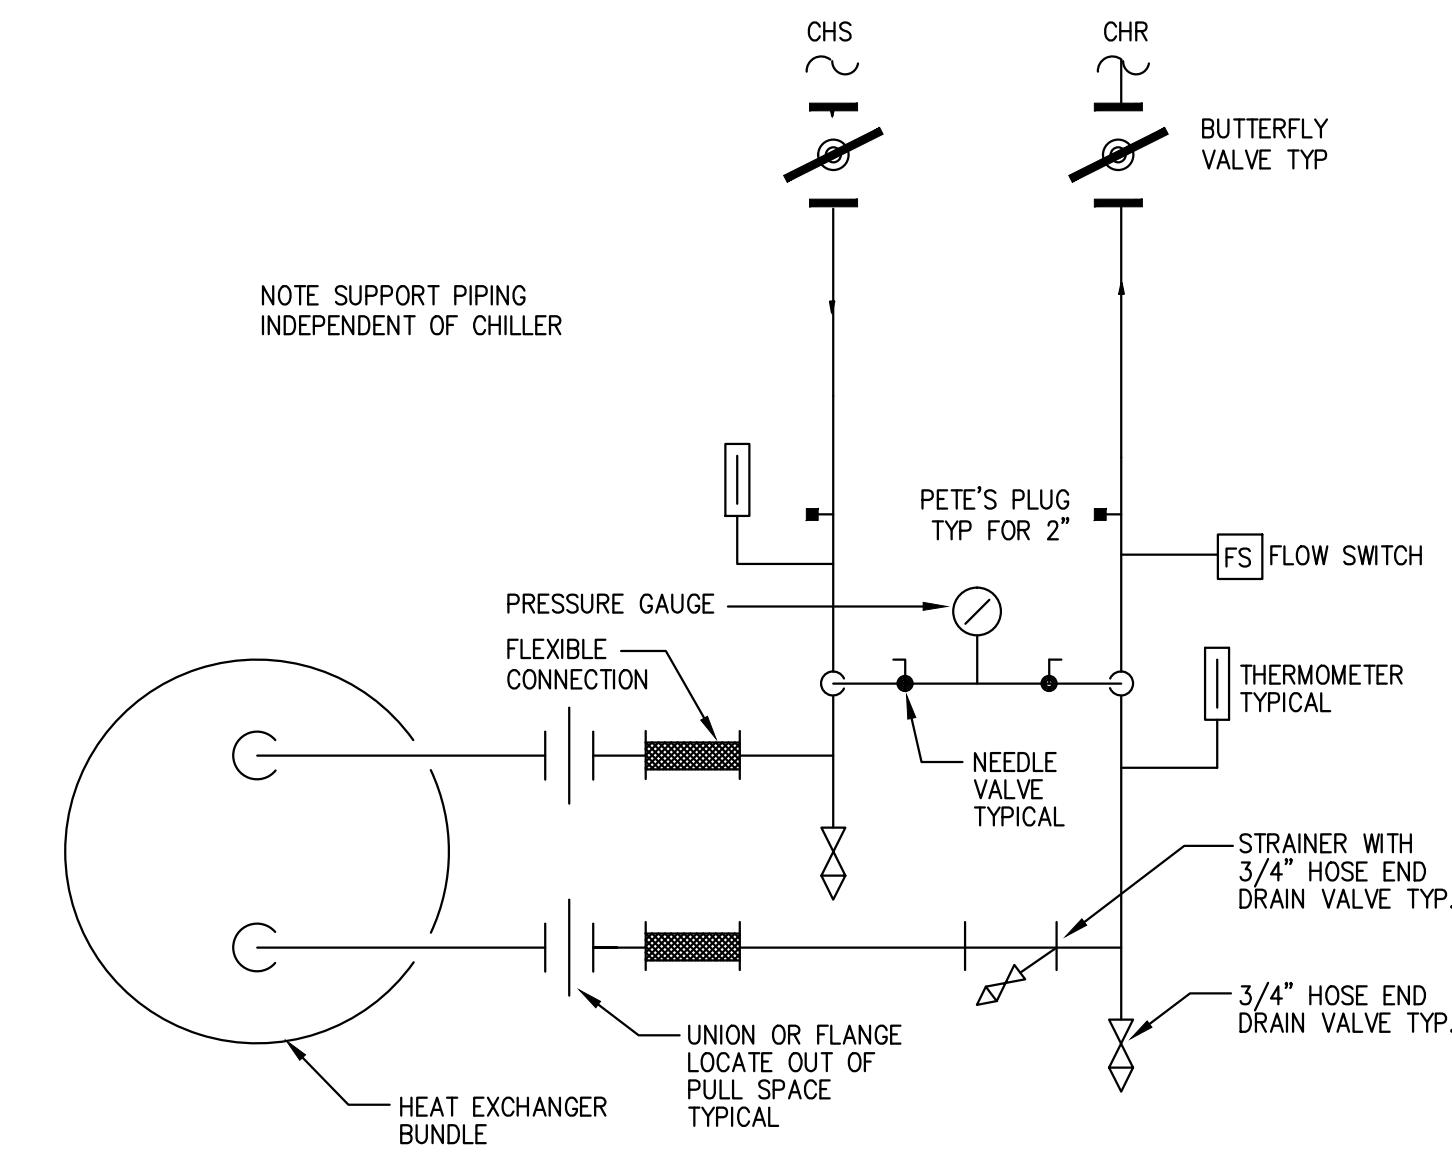 CHS
CHR
BUTTERFLY
VALVE TYP
NOTE SUPPORT PIPING
INDEPENDENT OF CHILLER
PETE'S PLUG
TYP FOR 2"
FS
FLOW SWITCH
PRESSURE GAUGE
FLEXIBLE
CONNECTION
THERMOMETER
TYPICAL
NEEDLE
VALVE
TYPICAL
STRAINER WITH
3/4" HOSE END
DRAIN VALVE TYP.
3/4" HOSE END
DRAIN VALVE TYP.
UNION OR FLANGE
LOCATE OUT OF
PULL SPACE
TYPICAL
HEAT EXCHANGER
BUNDLE